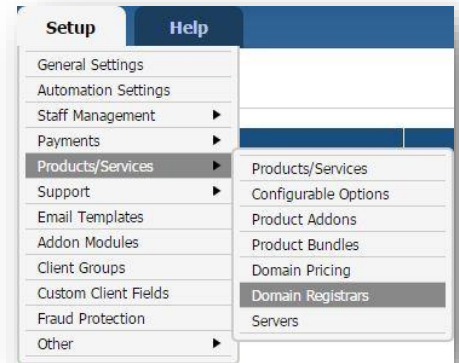 Setup Help
General Settings
Automation Settings
Staff Management
Payments
Products/Services
Support
Email Templates
Addon Modules
Client Groups
Custom Client Fields
Fraud Protection
Other
Products/Services
Configurable Options
Product Addons
Product Bundles
Domain Pricing
Domain Registrars
Servers